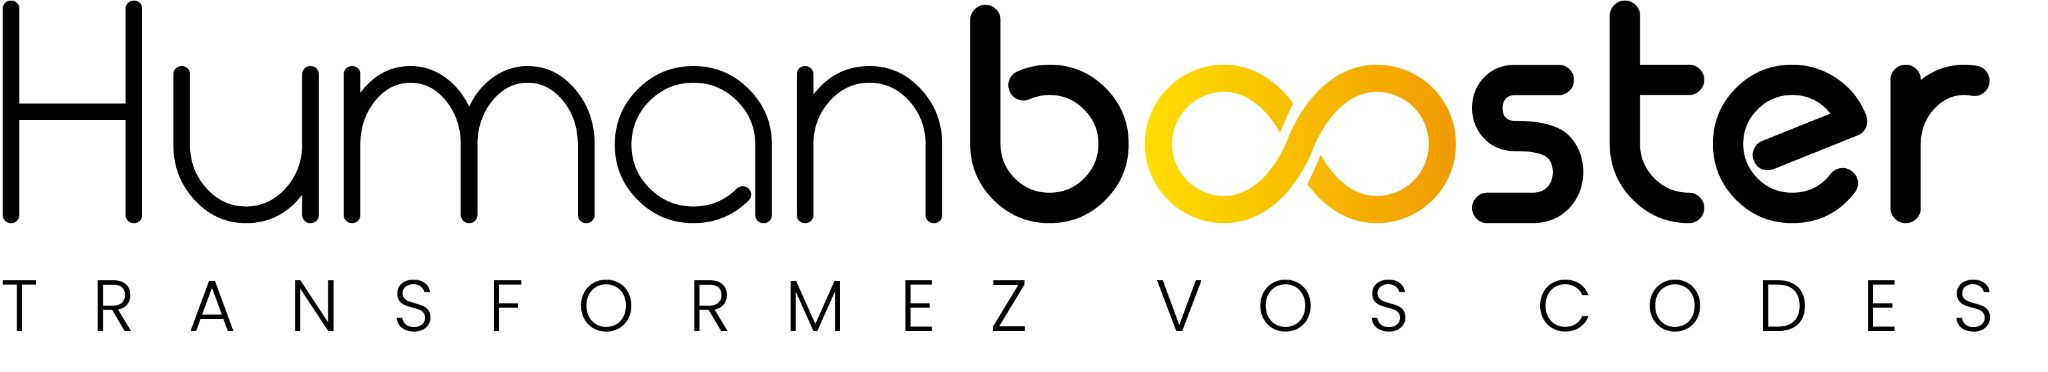 Humanbooster
TRANSFORMEZ VOS CODES